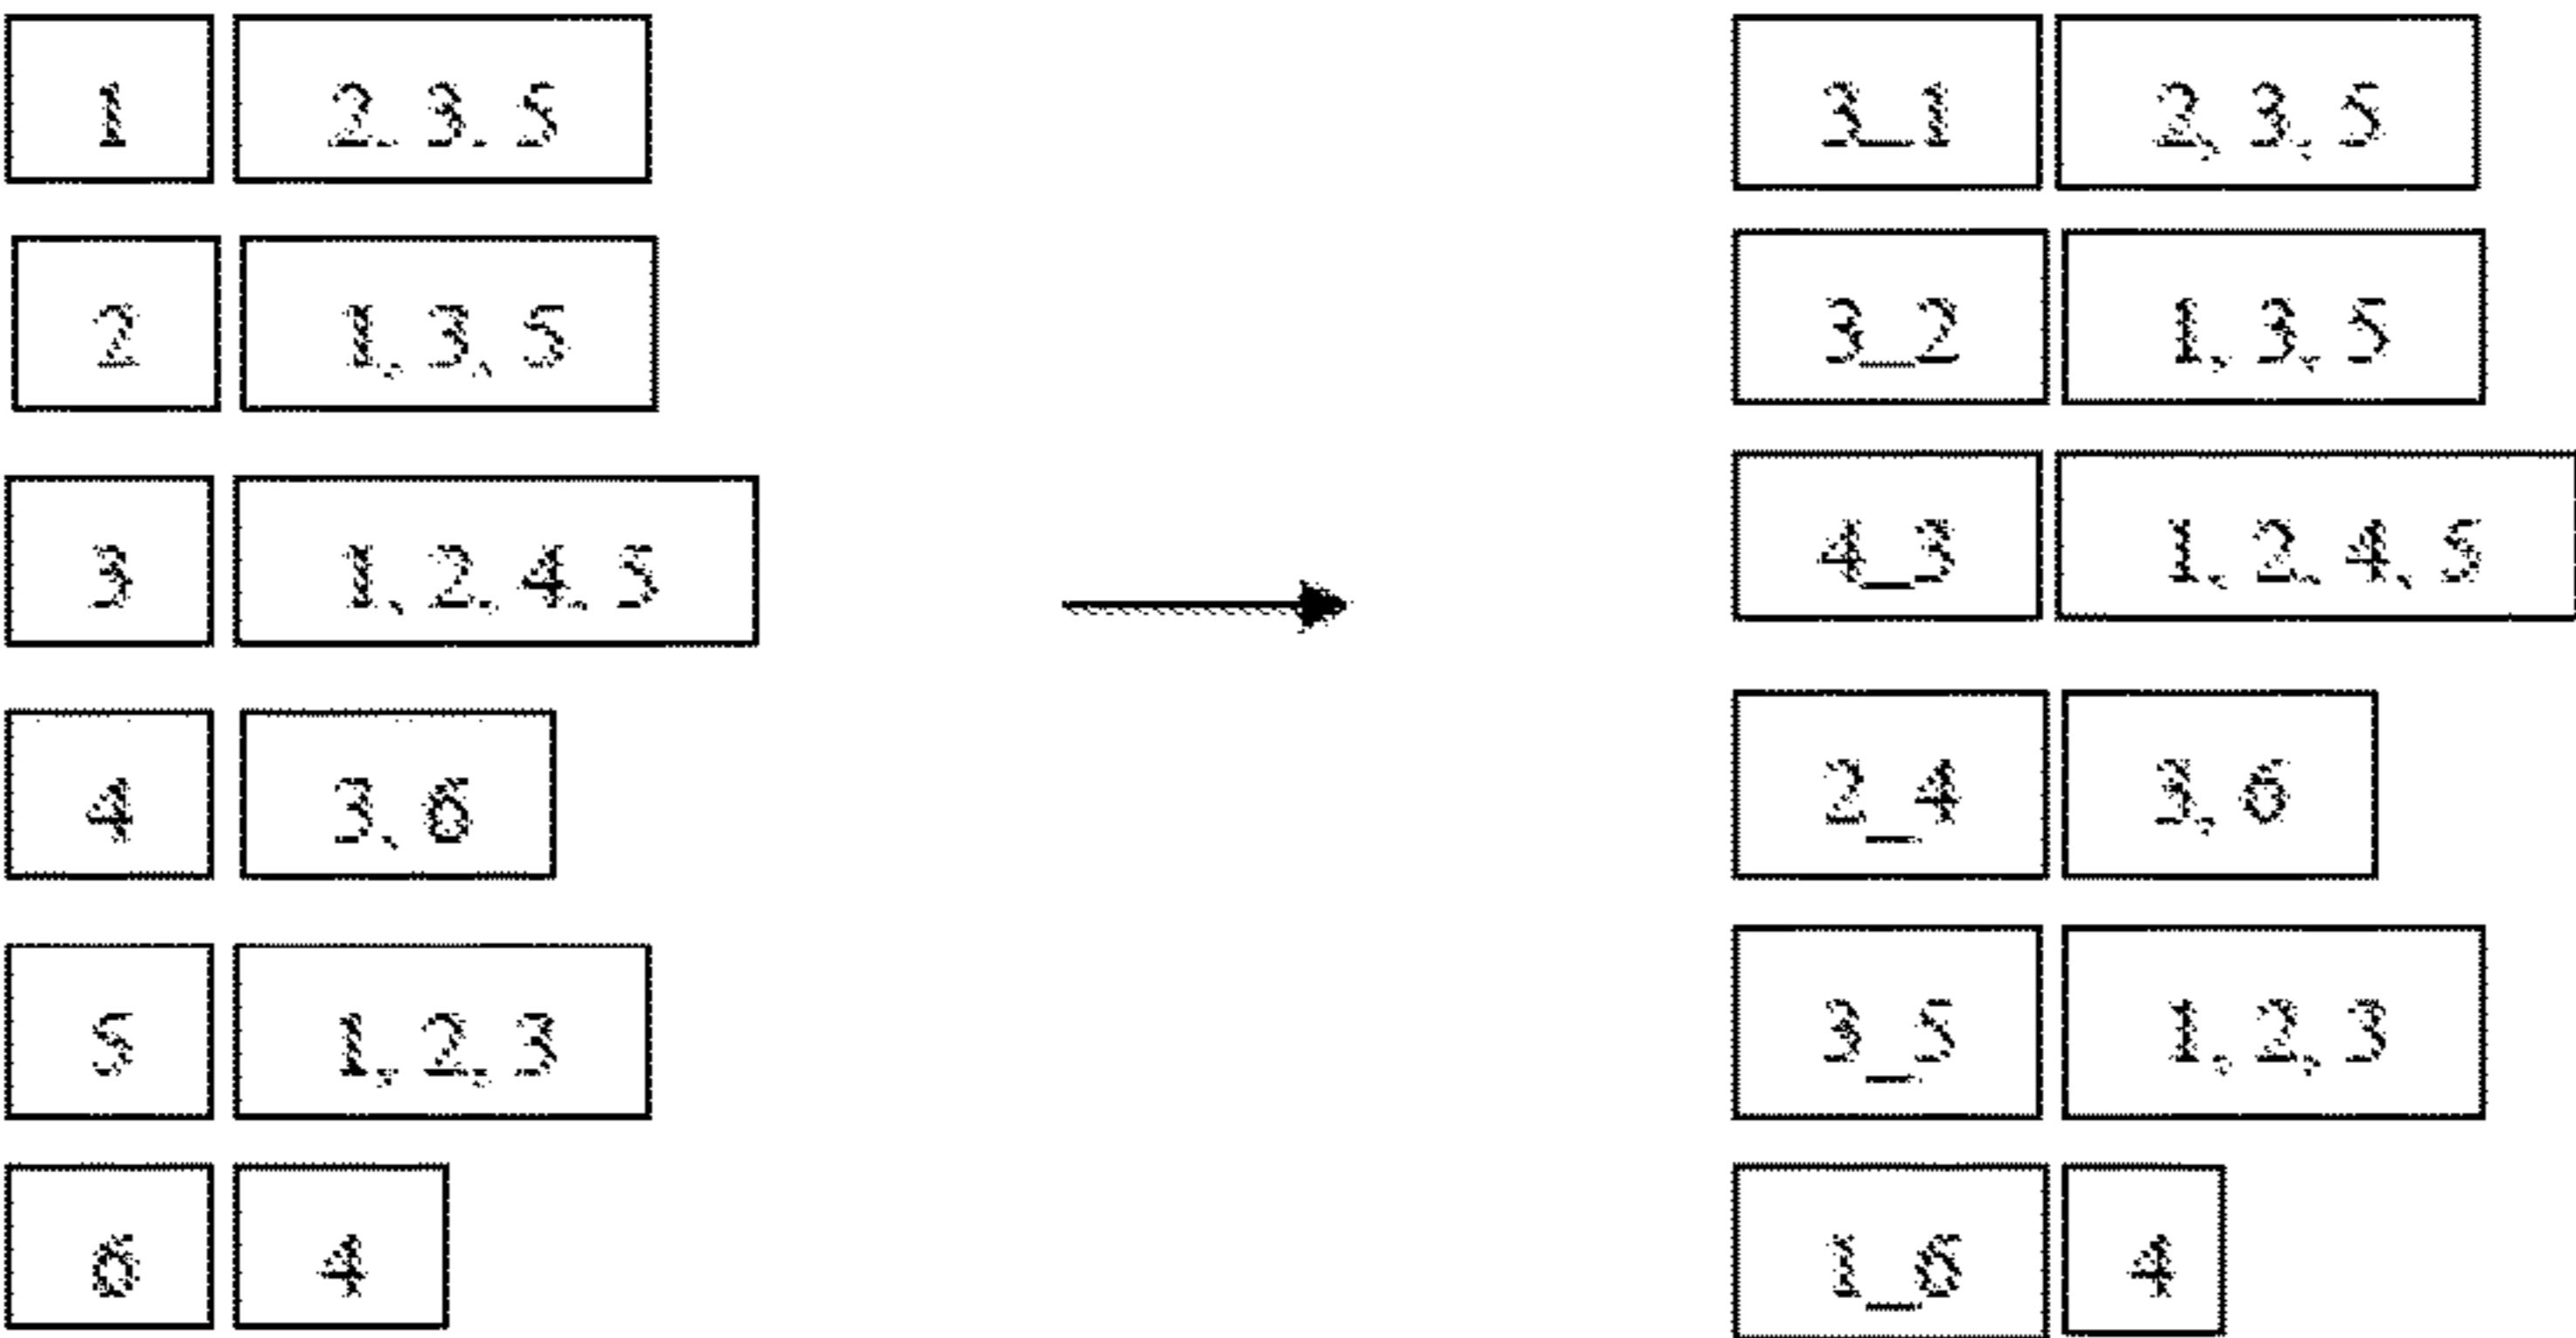 1 2, 3, 5 3_1 2, 3, 5
2 1, 3, 5 3_2 1, 3, 5
3 1, 2, 4, 5 4_3 1, 2, 4, 5
4 3, 6 2_4 3, 6
5 1, 2, 3 3_5 1, 2, 3
6 4 1_6 4